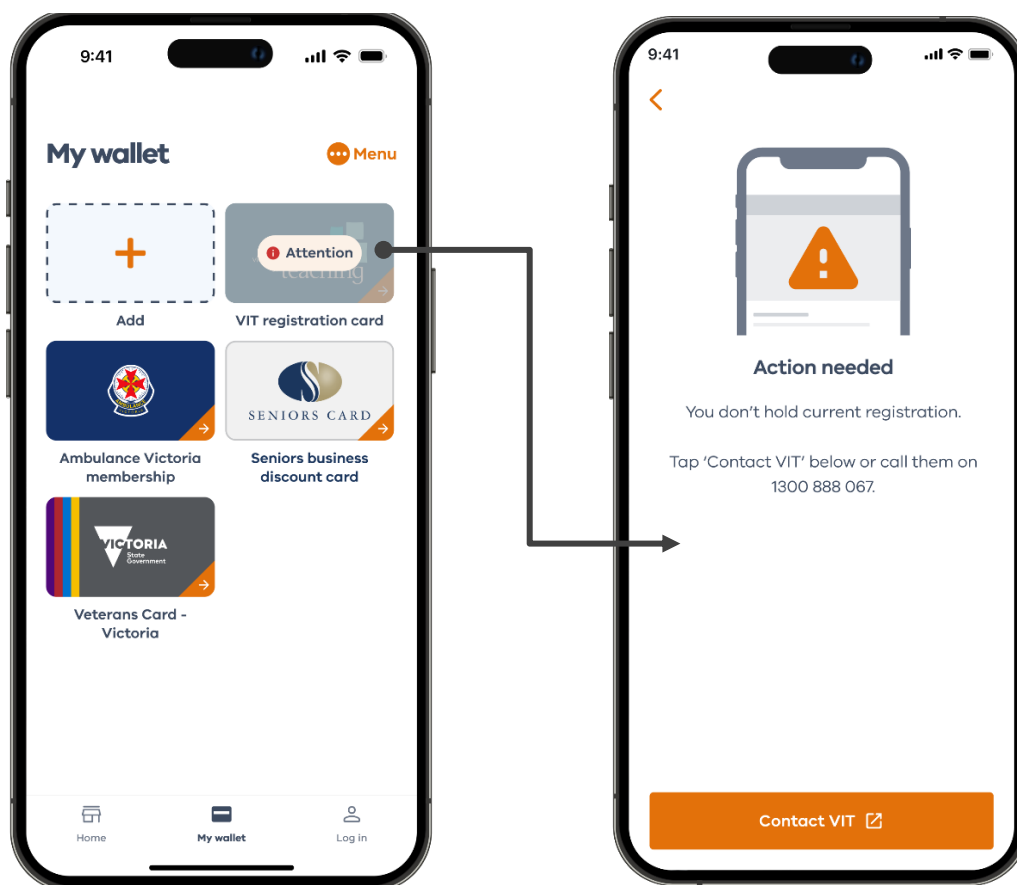 9:41
My wallet
Menu
Attention
teaching
Add
VIT registration card
SENIORS CARD
Ambulance Victoria
membership
Seniors business
discount card
VICTORIA
State
Government
Veterans Card -
Victoria
Home
My wallet
Log in
9:41
Action needed
You don't hold current registration.
Tap 'Contact VIT' below or call them on
1300 888 067.
Contact VIT